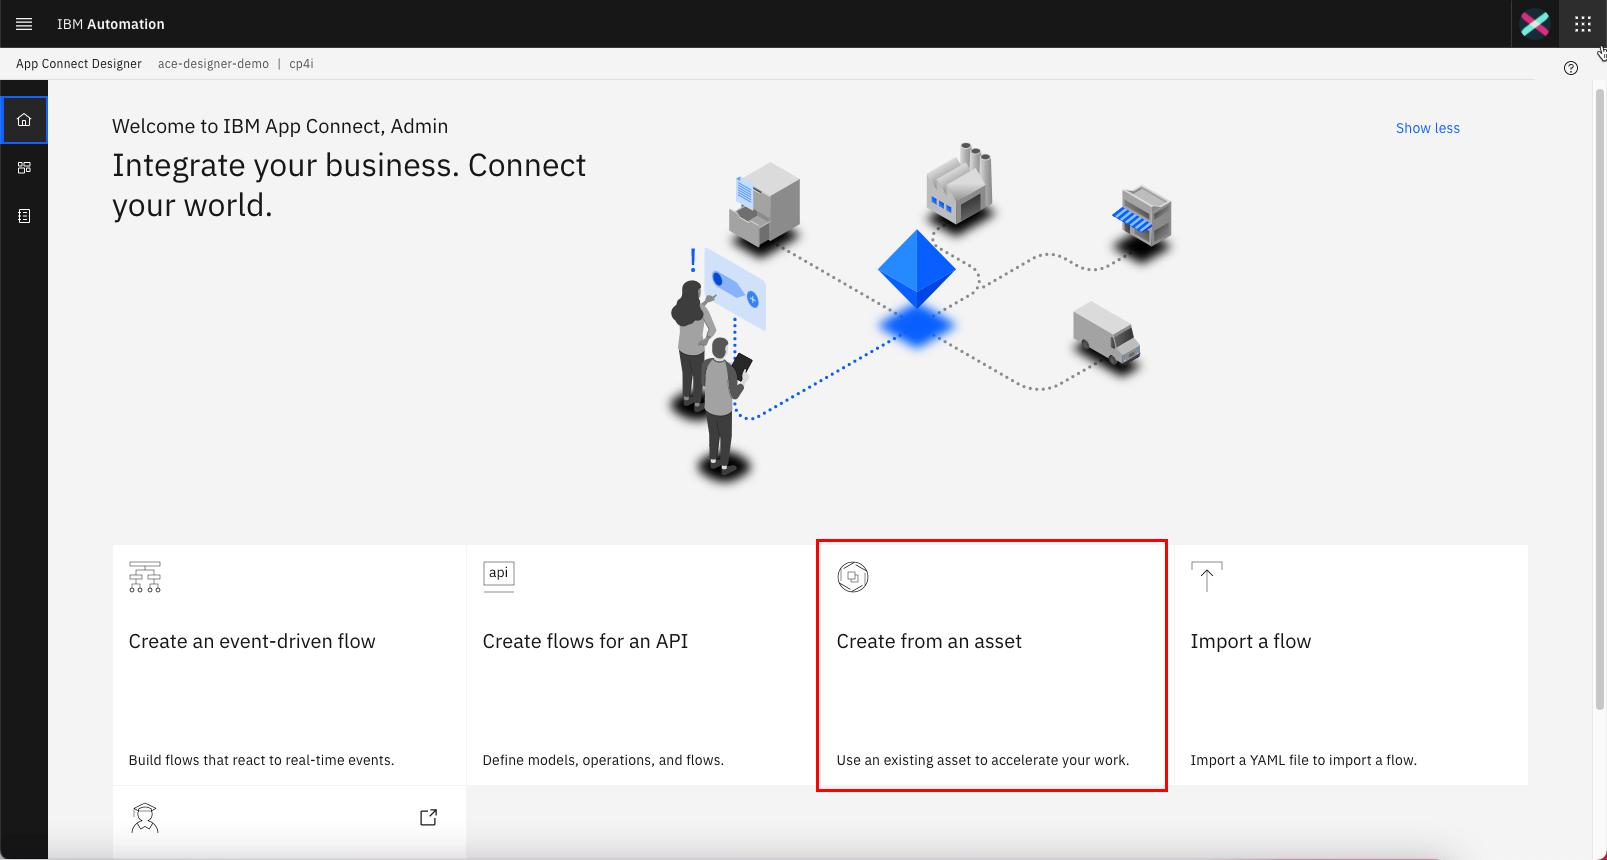 IBM Automation
App Connect Designer ace-designer-demo | cp4i
Welcome to IBM App Connect, Admin
Show less
Integrate your business. Connect
your world.
!
api
Create an event-driven flow
Build flows that react to real-time events.
Create flows for an API
Define models, operations, and flows.
Create from an asset
Use an existing asset to accelerate your work.
Import a flow
Import a YAML file to import a flow.